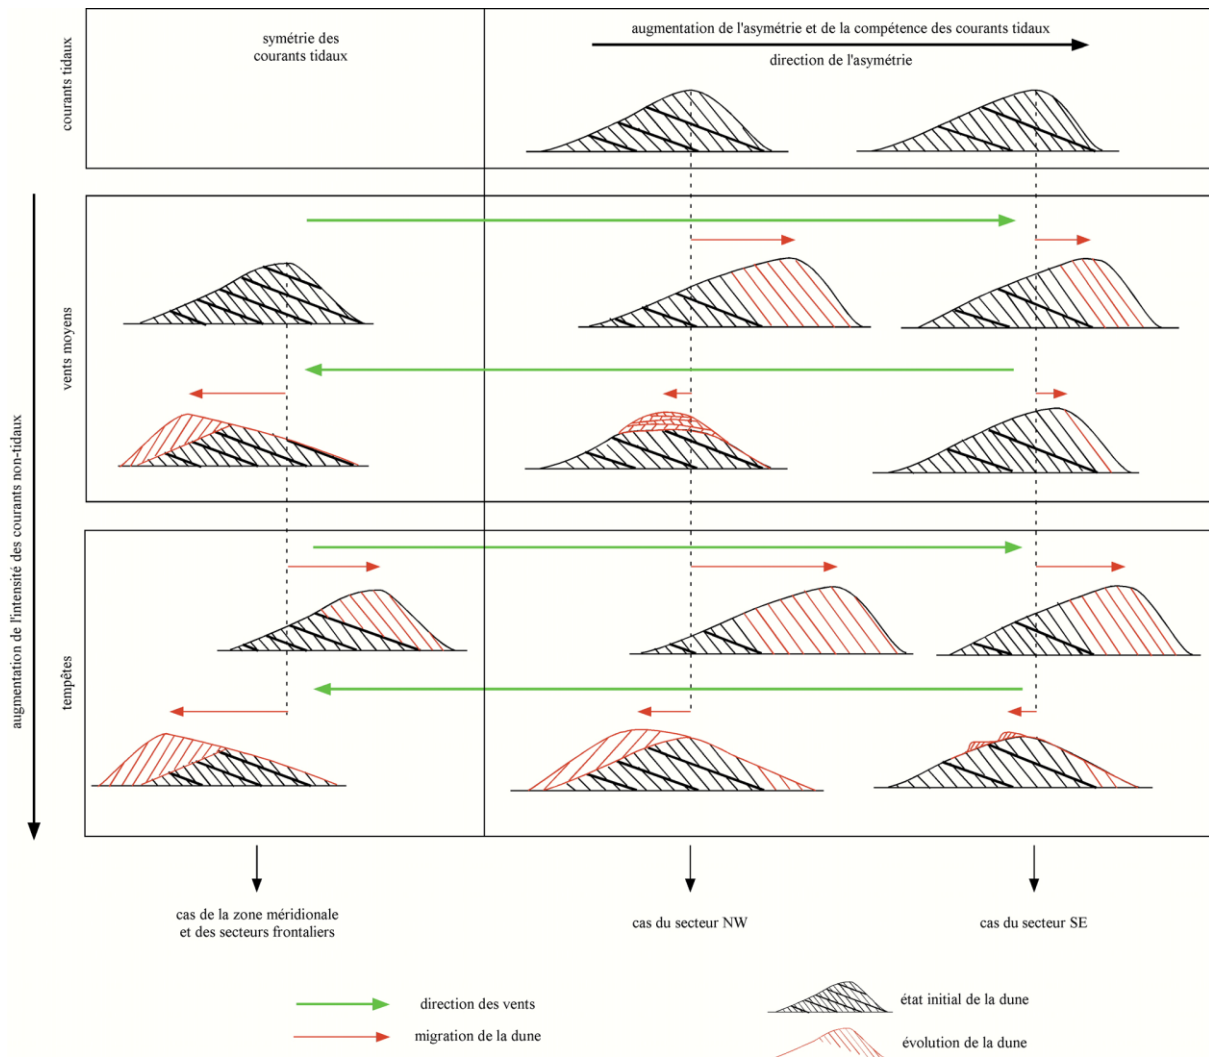 symétrie des
courants tidaux
augmentation de l'asymétrie et de la compétence des courants tidaux
direction de l'asymétrie
courants tidaux
vents moyens
tempêtes
augmentation de l'intensité des courants non-tidaux
cas de la zone méridionale
et des secteurs frontaliers
cas du secteur NW
cas du secteur SE
direction des vents
migration de la dune
état initial de la dune
évolution de la dune